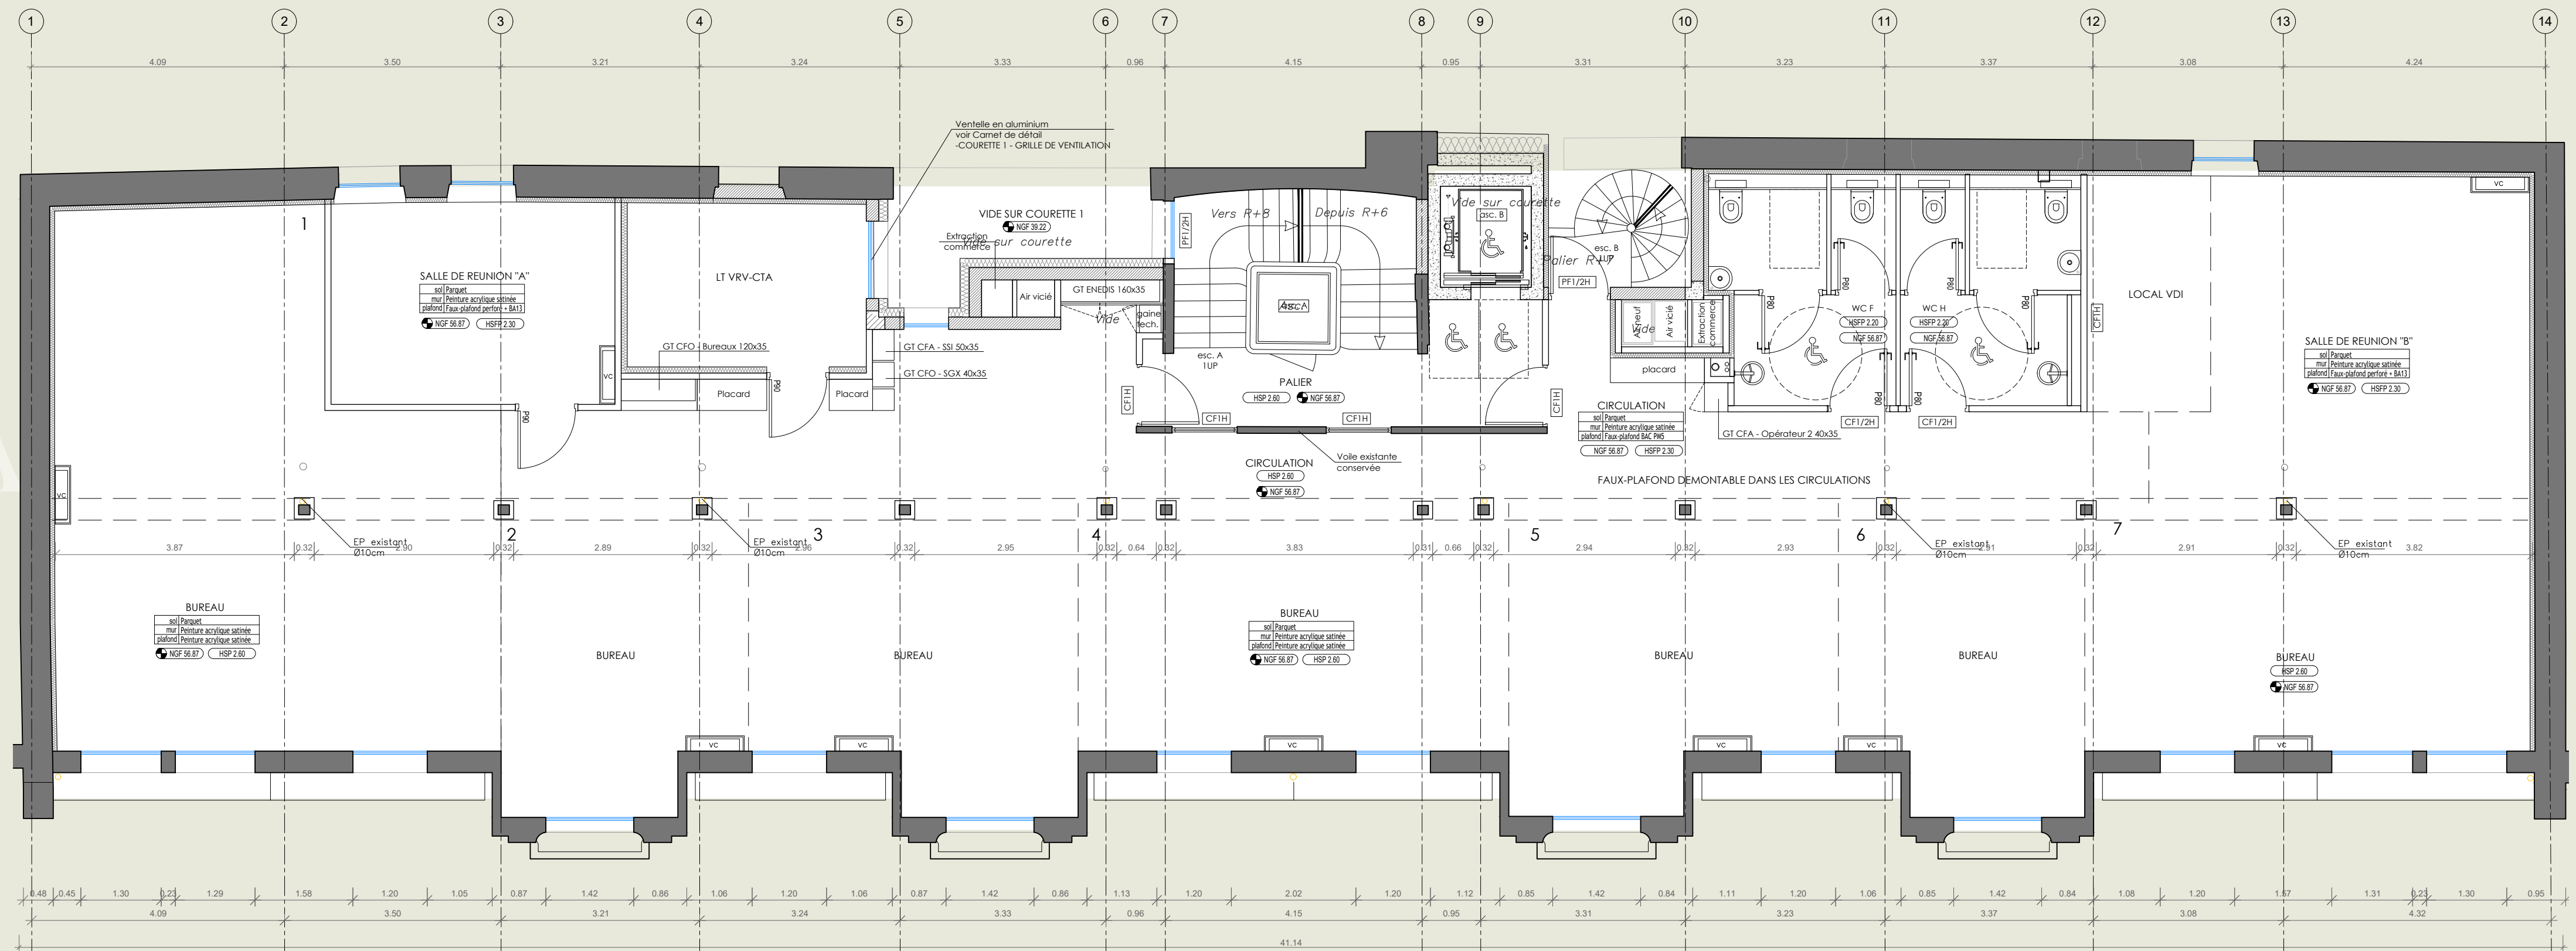 1 2 3 4 5 6 7 8 9 10 11 12 13 14
4.09 3.50 3.21 3.24 3.33 0.96 4.15 0.95 3.31 3.23 3.37 3.08 4.24
Ventelle en aluminium
voir Carnet de détail
-COURETTE 1 - GRILLE DE VENTILATION
1
SALLE DE REUNION "A"
sol Parquet
mur Peinture acrylique satinée
plafond Faux-plafond perforé + BA13
NGF 56.87 HSFP 2.30
VC
P90
LT VRV-CTA
GT CFO - Bureaux 120x35
Placard
P90
Placard
VIDE SUR COURETTE 1
NGF 39.22
Vide sur courette
Extraction
commerce
Air vicié
GT ENEDIS 160x35
Vide
gaine
tech.
GT CFA - SSI 50x35
GT CFO - SGX 40x35
PF1/2H
Vers R+8
Depuis R+6
Asc.A
esc. A
1UP
PALIER
HSP 2.60 NGF 56.87
CF1H
CF1H
CF1H
CF1H
Voile existante
conservée
Vide sur courette
asc. B
esc. B
1UP
PF1/2H
Air neuf
Vide
Air vicié
Extraction
commerce
placard
CIRCULATION
sol Parquet
mur Peinture acrylique satinée
plafond Faux-plafond BAC PM5
NGF 56.87 HSFP 2.30
GT CFA - Opérateur 2 40x35
WC F
HSFP 2.20
NGF 56.87
WC H
HSFP 2.20
NGF 56.87
P80
P80
P80
P80
P80
P80
CF1/2H
CF1/2H
CF1H
LOCAL VDI
VC
SALLE DE REUNION "B"
sol Parquet
mur Peinture acrylique satinée
plafond Faux-plafond perforé + BA13
NGF 56.87 HSFP 2.30
CIRCULATION
HSP 2.60
NGF 56.87
FAUX-PLAFOND DEMONTABLE DANS LES CIRCULATIONS
VC
2 3 4 5 6 7
EP existant
Ø10cm
EP existant
Ø10cm
EP existant
Ø10cm
EP existant
Ø10cm
3.87 0.32 2.90 0.32 2.89 0.32 2.96 0.32 2.95 0.32 0.64 0.32 3.83 0.31 0.66 0.32 2.94 0.32 2.93 0.32 2.91 0.32 2.91 0.32 3.82
BUREAU
sol Parquet
mur Peinture acrylique satinée
plafond Peinture acrylique satinée
NGF 56.87 HSP 2.60
BUREAU
BUREAU
BUREAU
sol Parquet
mur Peinture acrylique satinée
plafond Peinture acrylique satinée
NGF 56.87 HSP 2.60
BUREAU
BUREAU
BUREAU
HSP 2.60
NGF 56.87
VC VC VC VC VC VC
0.48 0.45 1.30 0.23 1.29 1.58 1.20 1.05 0.87 1.42 0.86 1.06 1.20 1.06 0.87 1.42 0.86 1.13 1.20 2.02 1.20 1.12 0.85 1.42 0.84 1.11 1.20 1.06 0.85 1.42 0.84 1.08 1.20 1.57 1.31 0.23 1.30 0.95
4.09 3.50 3.21 3.24 3.33 0.96 4.15 0.95 3.31 3.23 3.37 3.08 4.32
41.14